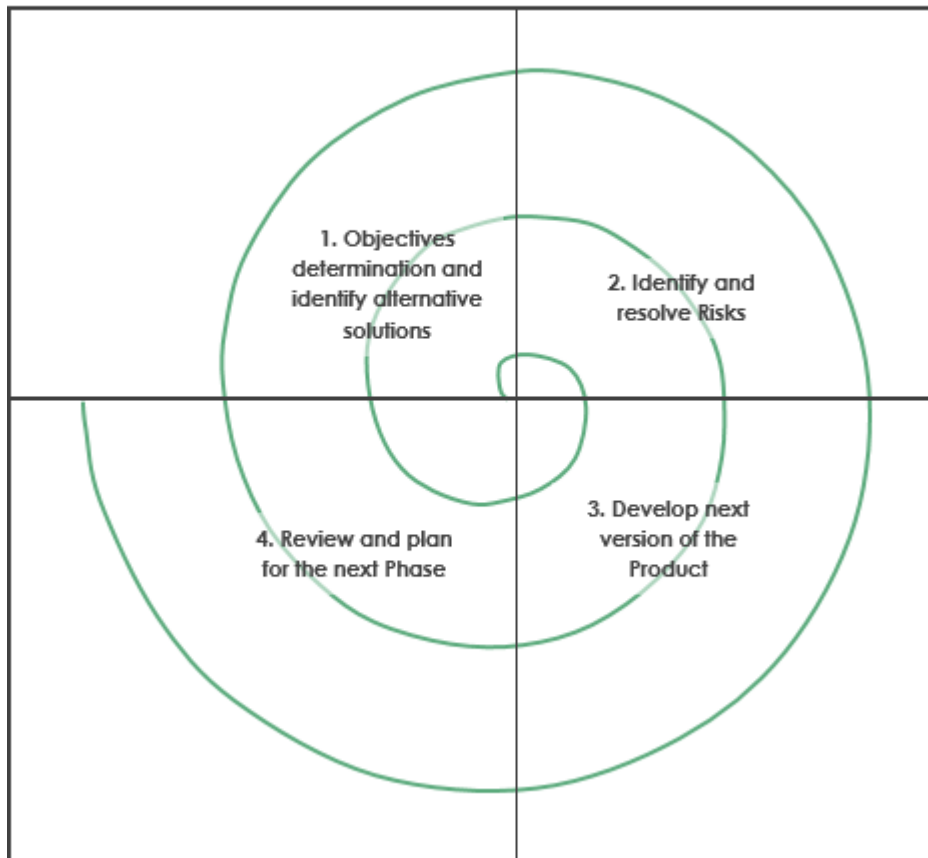 1. Objectives
determination and
identify alternative
solutions
2. Identify and
resolve Risks
3. Develop next
version of the
Product
4. Review and plan
for the next Phase